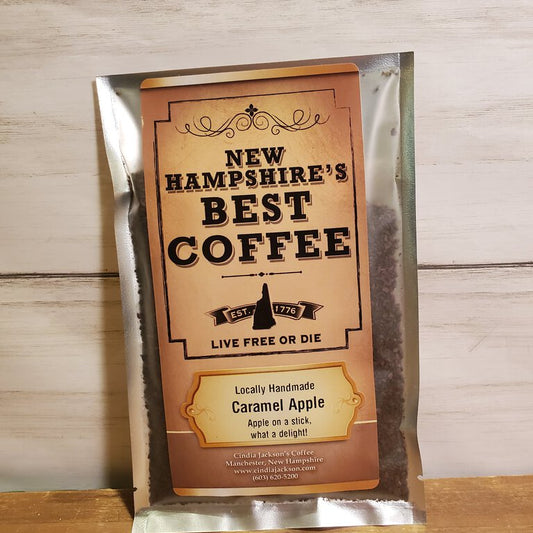 NEW
HAMPSHIRE'S
BEST
COFFEE
EST. 1776
LIVE FREE OR DIE
Locally Handmade
Caramel Apple
Apple on a stick,
what a delight!
Cindia Jackson's Coffee
Manchester, New Hampshire
www.cindiajackson.com
(603) 620-5200